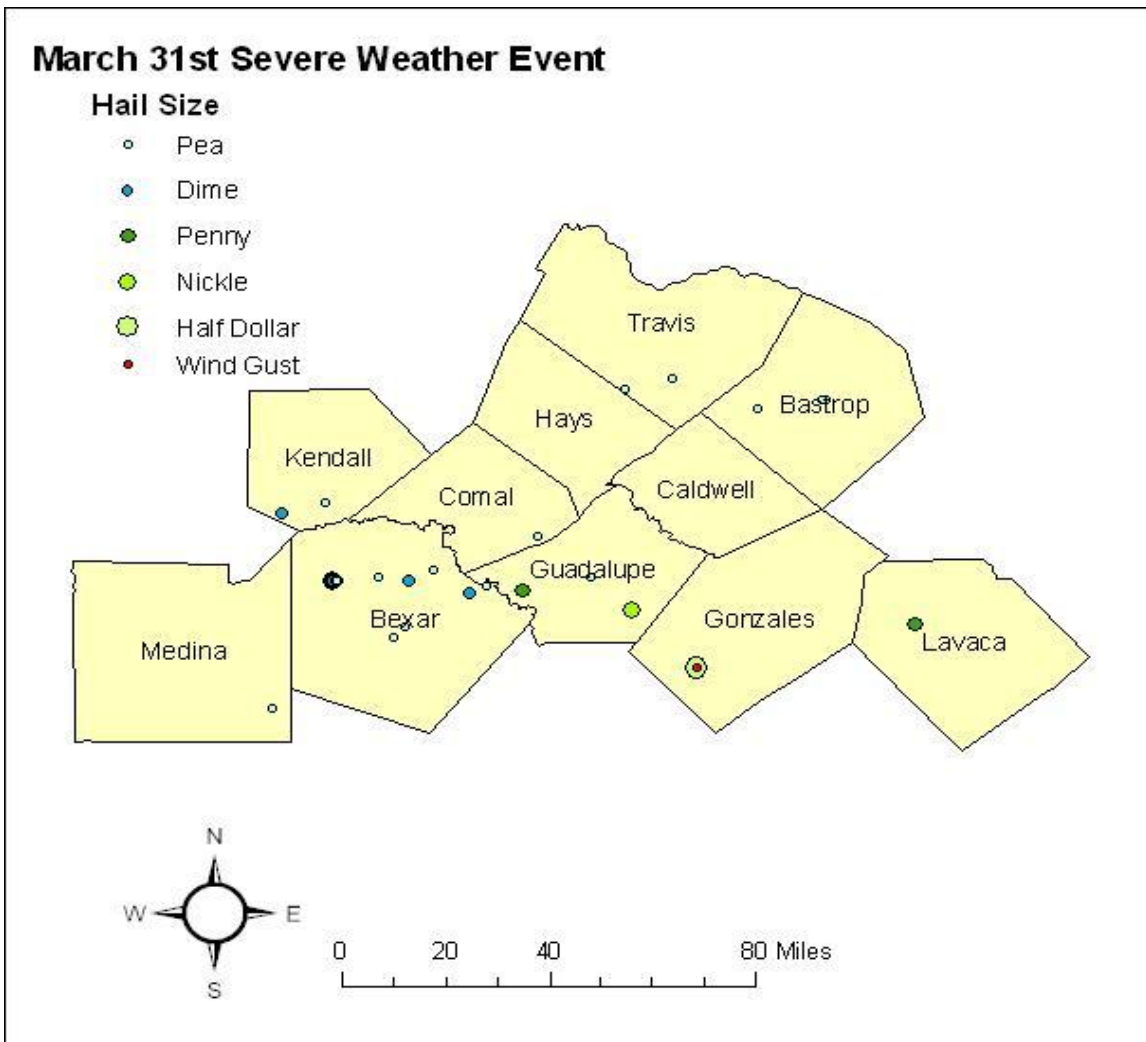 March 31st Severe Weather Event
Hail Size
Pea
Dime
Penny
Nickle
Half Dollar
Wind Gust
Travis
Bastrop
Hays
Kendall
Comal
Caldwell
Guadalupe
Bexar
Gonzales
Medina
Lavaca
N
W E
S
0 20 40 80 Miles